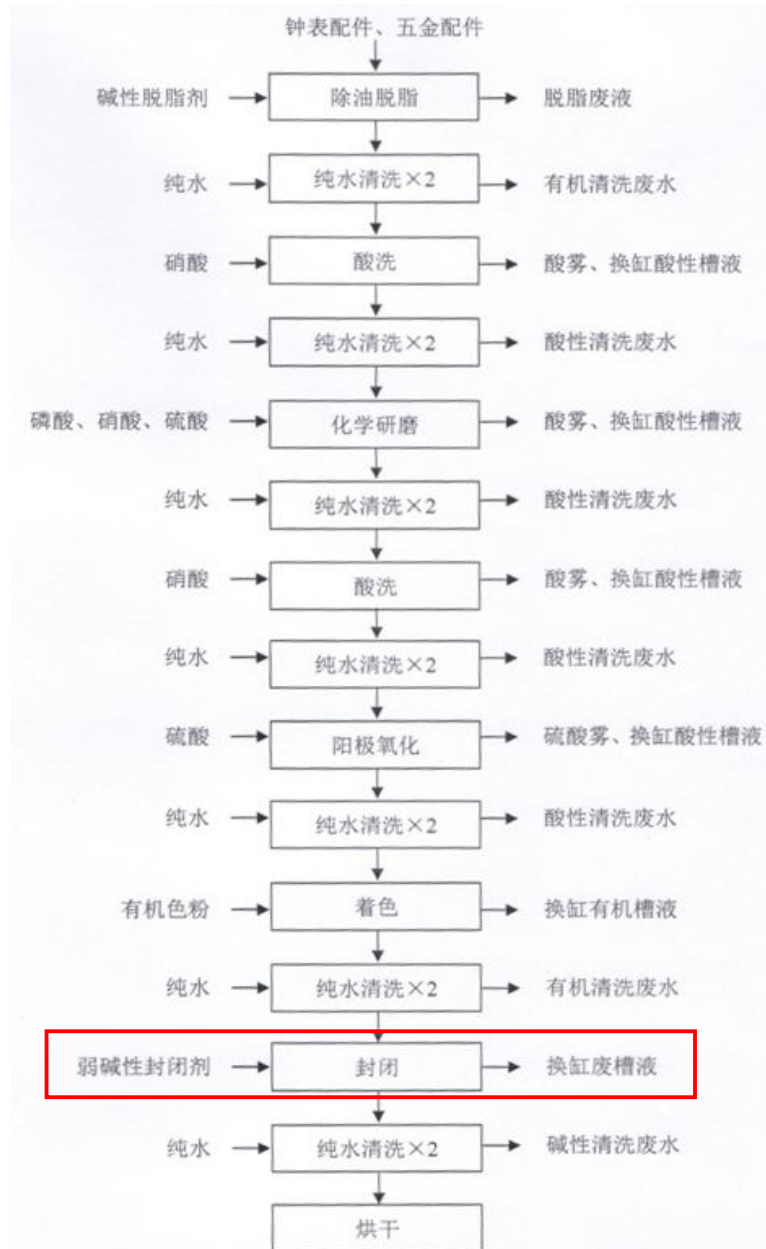 钟表配件、五金配件
碱性脱脂剂 除油脱脂 脱脂废液
纯水 纯水清洗×2 有机清洗废水
硝酸 酸洗 酸雾、换缸酸性槽液
纯水 纯水清洗×2 酸性清洗废水
磷酸、硝酸、硫酸 化学研磨 酸雾、换缸酸性槽液
纯水 纯水清洗×2 酸性清洗废水
硝酸 酸洗 酸雾、换缸酸性槽液
纯水 纯水清洗×2 酸性清洗废水
硫酸 阳极氧化 硫酸雾、换缸酸性槽液
纯水 纯水清洗×2 酸性清洗废水
有机色粉 着色 换缸有机槽液
纯水 纯水清洗×2 有机清洗废水
弱碱性封闭剂 封闭 换缸废槽液
纯水 纯水清洗×2 碱性清洗废水
烘干